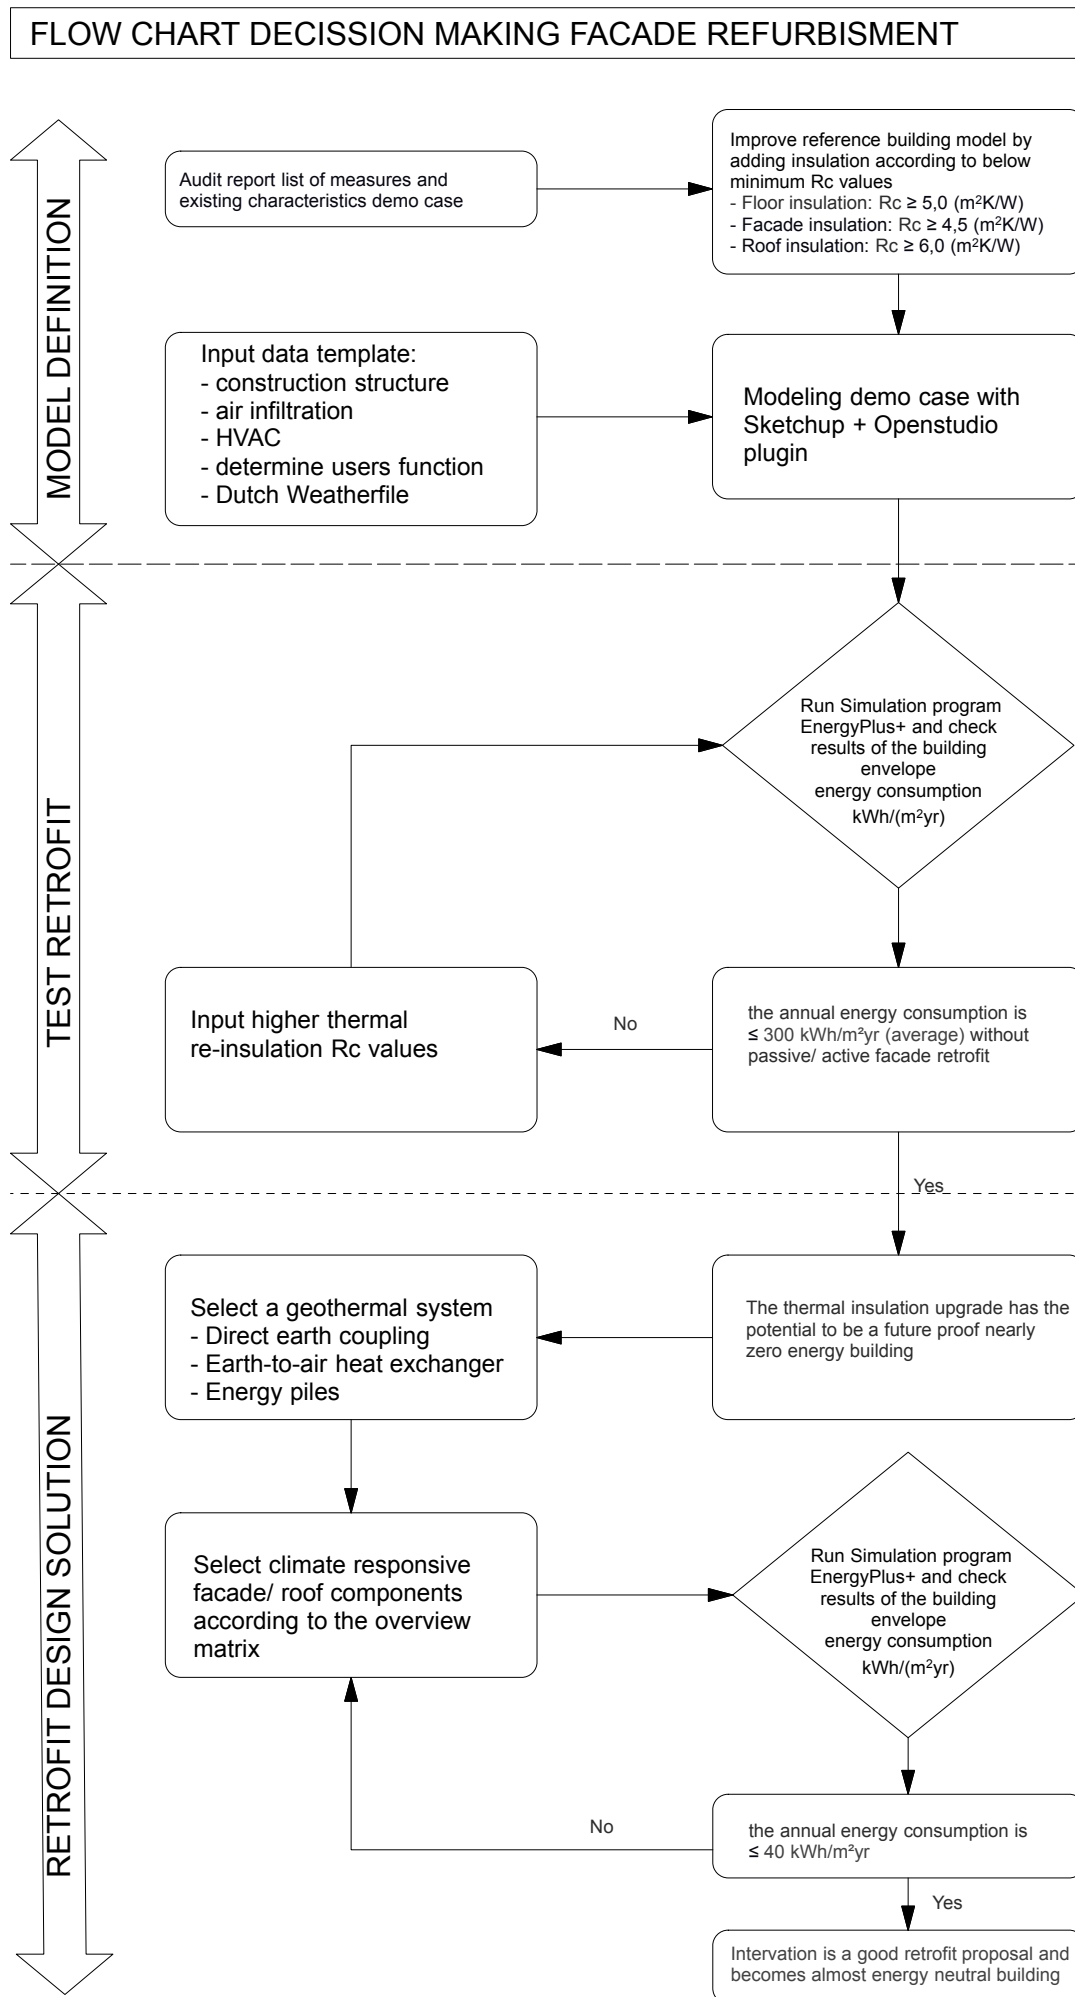 FLOW CHART DECISSION MAKING FACADE REFURBISMENT
MODEL DEFINITION
Audit report list of measures and
existing characteristics demo case
Improve reference building model by
adding insulation according to below
minimum Rc values
- Floor insulation: Rc ≥ 5,0 (m²K/W)
- Facade insulation: Rc ≥ 4,5 (m²K/W)
- Roof insulation: Rc ≥ 6,0 (m²K/W)
Input data template:
- construction structure
- air infiltration
- HVAC
- determine users function
- Dutch Weatherfile
Modeling demo case with
Sketchup + Openstudio
plugin
TEST RETROFIT
Run Simulation program
EnergyPlus+ and check
results of the building
envelope
energy consumption
kWh/(m²yr)
Input higher thermal
re-insulation Rc values
No
the annual energy consumption is
≤ 300 kWh/m²yr (average) without
passive/ active facade retrofit
Yes
RETROFIT DESIGN SOLUTION
Select a geothermal system
- Direct earth coupling
- Earth-to-air heat exchanger
- Energy piles
The thermal insulation upgrade has the
potential to be a future proof nearly
zero energy building
Select climate responsive
facade/ roof components
according to the overview
matrix
Run Simulation program
EnergyPlus+ and check
results of the building
envelope
energy consumption
kWh/(m²yr)
No
the annual energy consumption is
≤ 40 kWh/m²yr
Yes
Intervation is a good retrofit proposal and
becomes almost energy neutral building